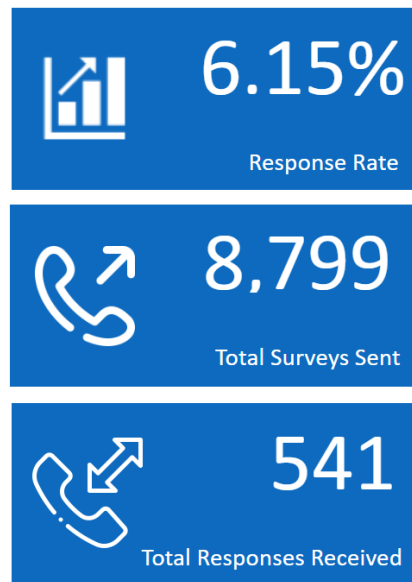 6.15%
Response Rate
8,799
Total Surveys Sent
541
Total Responses Received